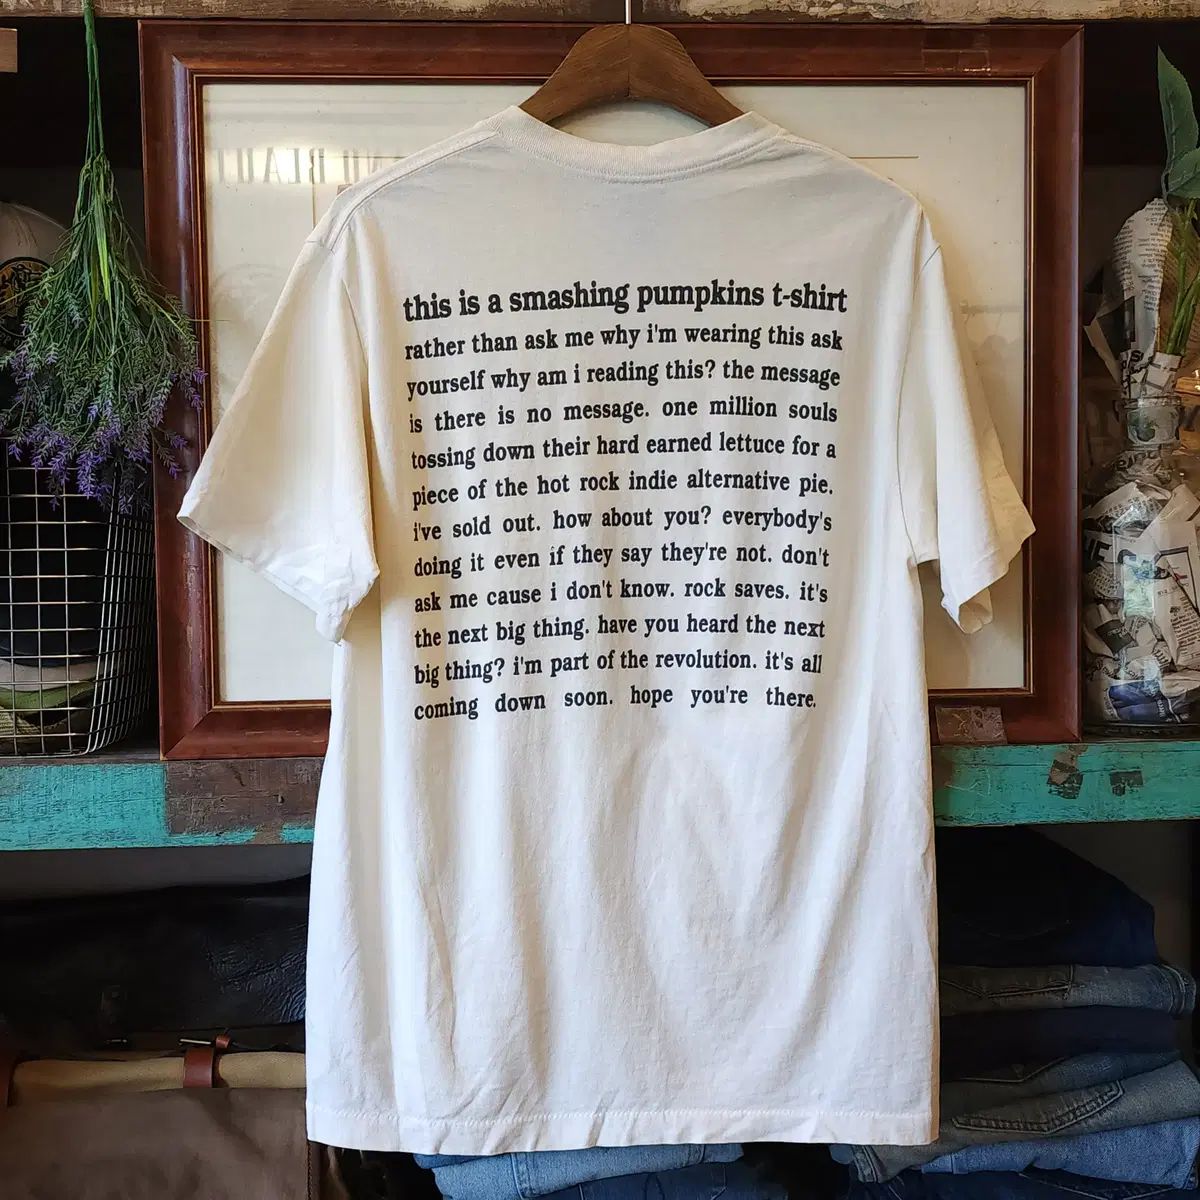 this is a smashing pumpkins t-shirt
rather than ask me why i'm wearing this ask
yourself why am i reading this? the message
is there is no message. one million souls
tossing down their hard earned lettuce for a
piece of the hot rock indie alternative pie.
i've sold out. how about you? everybody's
doing it even if they say they're not. don't
ask me cause i don't know. rock saves. it's
the next big thing. have you heard the next
big thing? i'm part of the revolution. it's all
coming down soon. hope you're there.